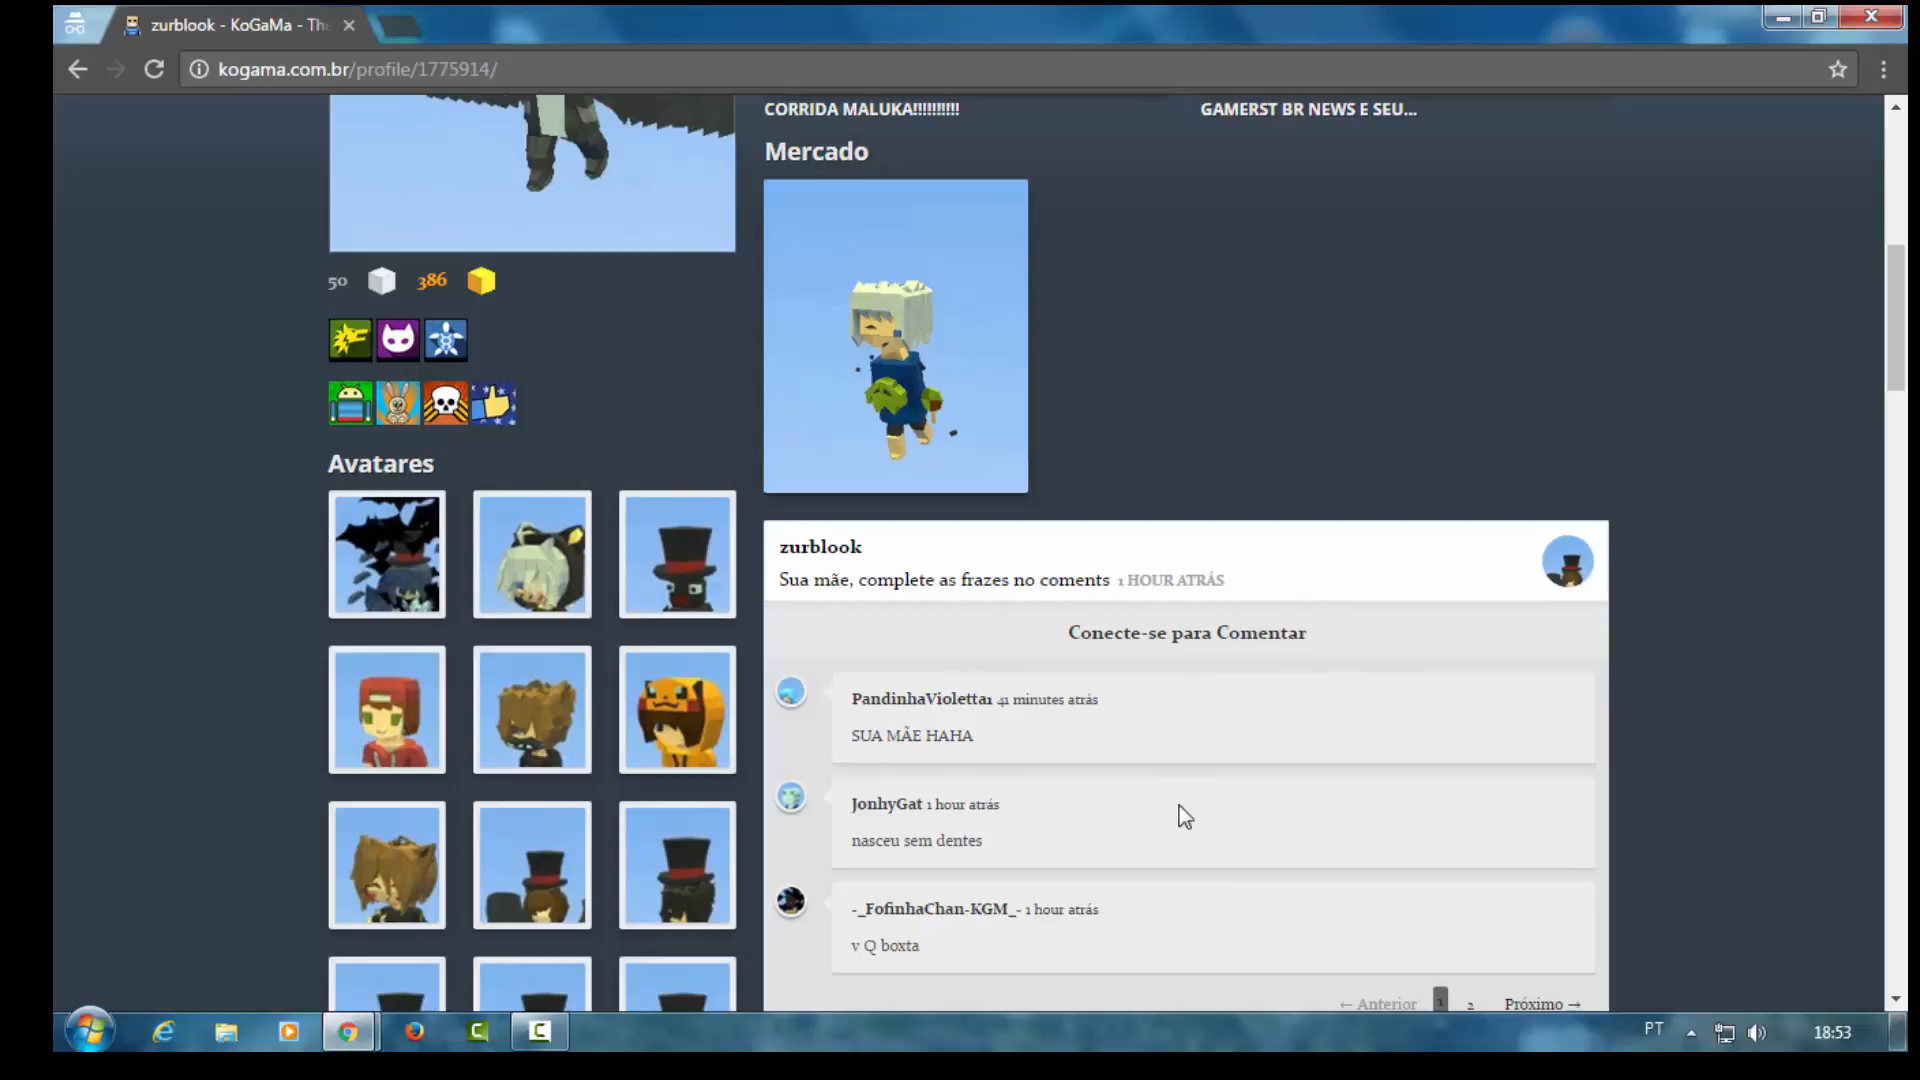 zurblook - KoGaMa - Th
kogama.com.br/profile/1775914/
CORRIDA MALUKA!!!!!!!!!!
GAMERST BR NEWS E SEU...
Mercado
50
386
Avatares
zurblook
Sua mãe, complete as frazes no coments 1 HOUR ATRÁS
Conecte-se para Comentar
PandinhaVioletta1 41 minutes atrás
SUA MÃE HAHA
JonhyGat 1 hour atrás
nasceu sem dentes
-_FofinhaChan-KGM_- 1 hour atrás
v Q boxta
← Anterior 1 2 Próximo →
PT
18:53